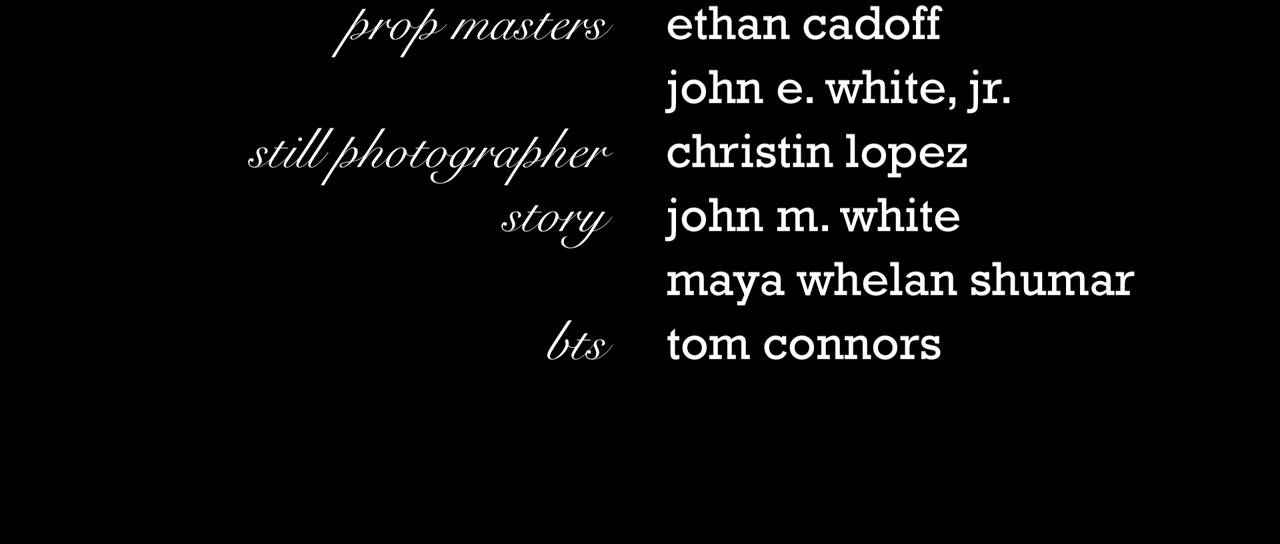 prop masters ethan cadoff
john e. white, jr.
still photographer christin lopez
story john m. white
maya whelan shumar
bts tom connors